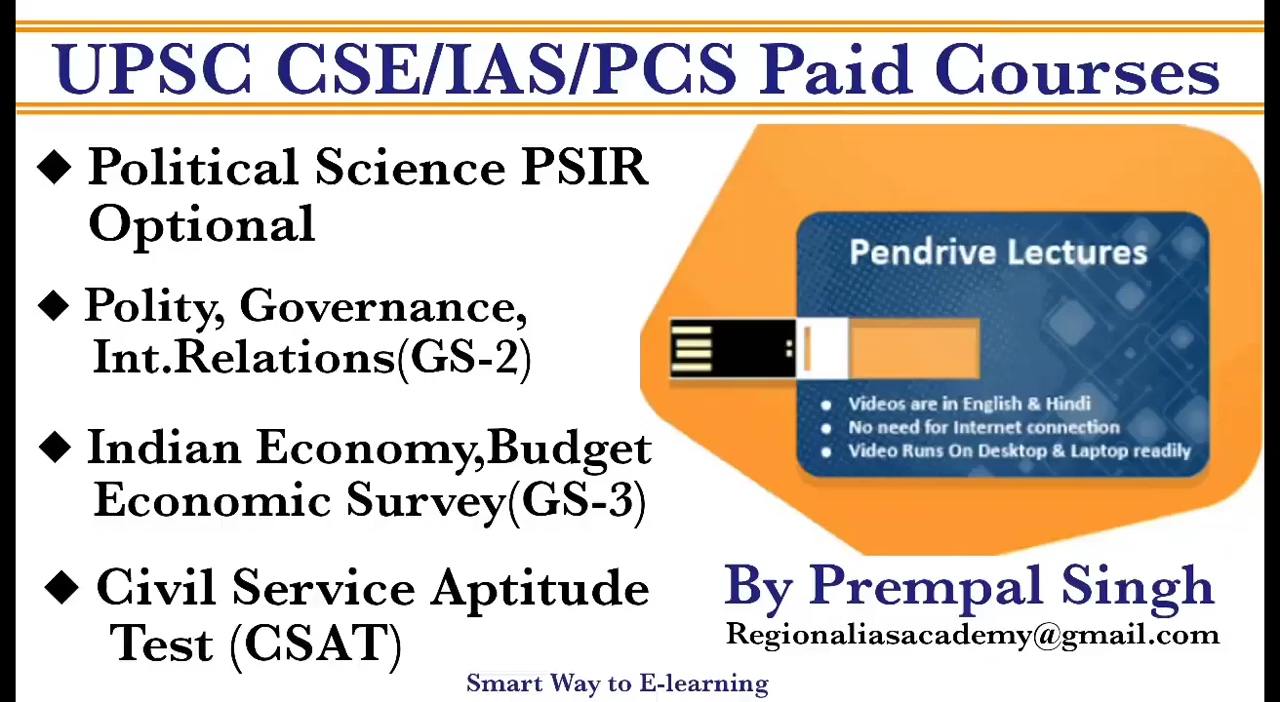 UPSC CSE/IAS/PCS Paid Courses
◆ Political Science PSIR
Optional
◆ Polity, Governance,
Int.Relations(GS-2)
◆ Indian Economy,Budget
Economic Survey(GS-3)
◆ Civil Service Aptitude
Test (CSAT)
Pendrive Lectures
● Videos are in English & Hindi
● No need for Internet connection
● Video Runs On Desktop & Laptop readily
By Prempal Singh
Regionaliasacademy@gmail.com
Smart Way to E-learning